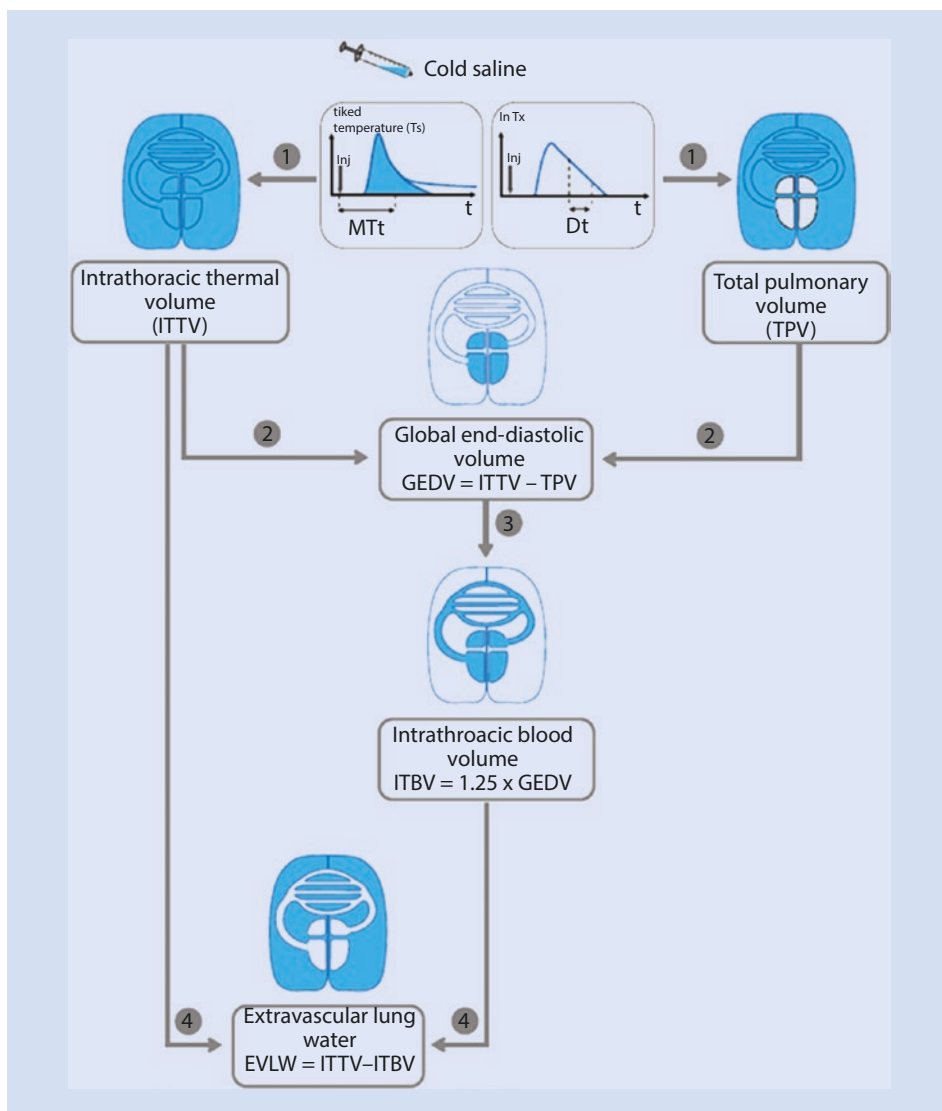 Cold saline
tiked
temperature (Ts)
Inj
t
MTt
In Tx
Inj
t
Dt
1
1
Intrathoracic thermal
volume
(ITTV)
Total pulmonary
volume
(TPV)
2
2
Global end-diastolic
volume
GEDV = ITTV – TPV
3
Intrathroacic blood
volume
ITBV = 1.25 x GEDV
4
4
Extravascular lung
water
EVLW = ITTV–ITBV